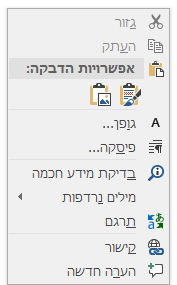 גזור
העתק
אפשרויות הדבקה:
גופן...
פיסקה...
בדיקת מידע חכמה
מילים נרדפות
תרגם
קישור
הערה חדשה